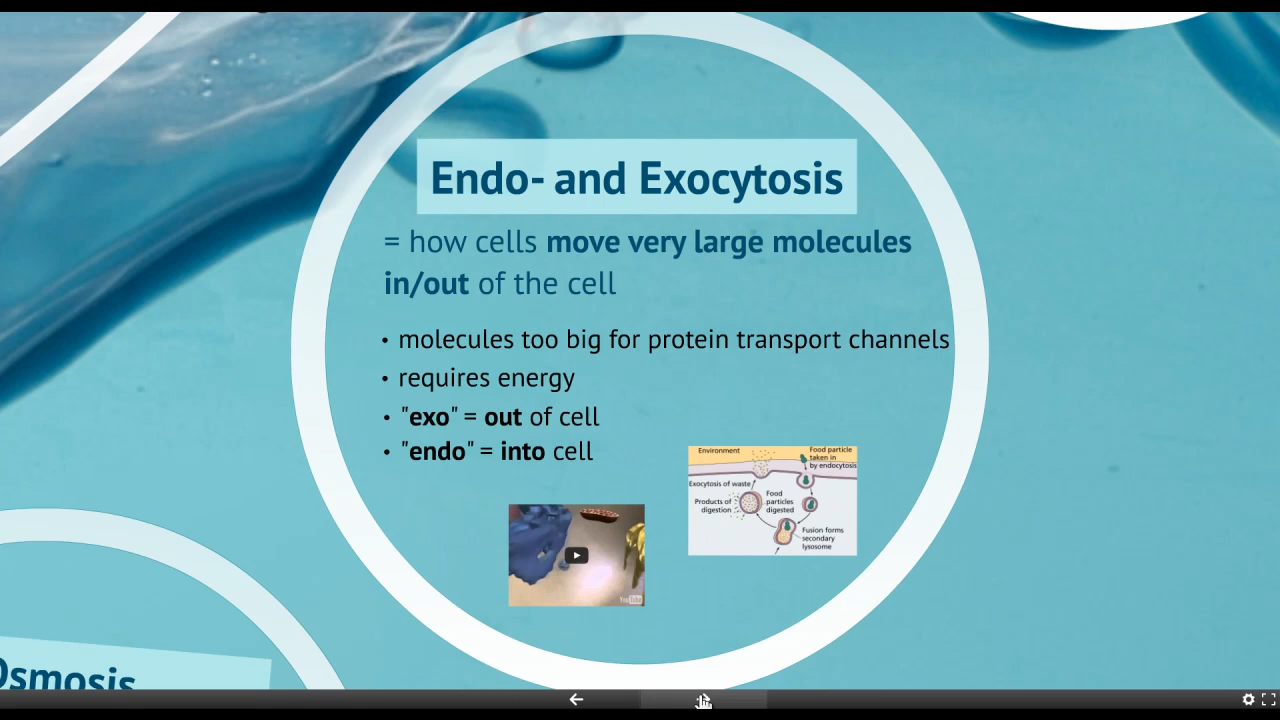 Endo- and Exocytosis
= how cells move very large molecules
in/out of the cell
• molecules too big for protein transport channels
• requires energy
• "exo" = out of cell
• "endo" = into cell
Environment
Food particle
taken in
by endocytosis
Exocytosis of waste
Products of
digestion
Food
particles
digested
Fusion forms
secondary
lysosome
YouTube
Osmosis